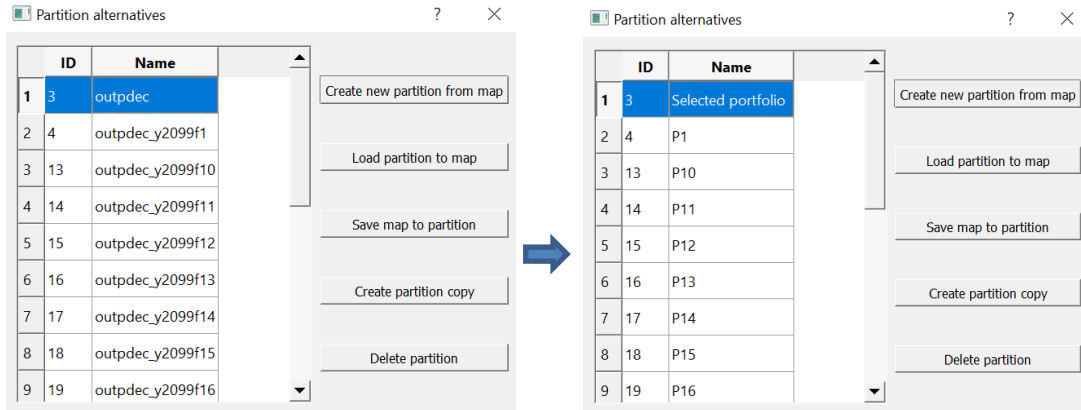 Partition alternatives ? ×
ID Name
1 3 outpdec
2 4 outpdec_y2099f1
3 13 outpdec_y2099f10
4 14 outpdec_y2099f11
5 15 outpdec_y2099f12
6 16 outpdec_y2099f13
7 17 outpdec_y2099f14
8 18 outpdec_y2099f15
9 19 outpdec_y2099f16
Create new partition from map
Load partition to map
Save map to partition
Create partition copy
Delete partition
Partition alternatives ? ×
ID Name
1 3 Selected portfolio
2 4 P1
3 13 P10
4 14 P11
5 15 P12
6 16 P13
7 17 P14
8 18 P15
9 19 P16
Create new partition from map
Load partition to map
Save map to partition
Create partition copy
Delete partition